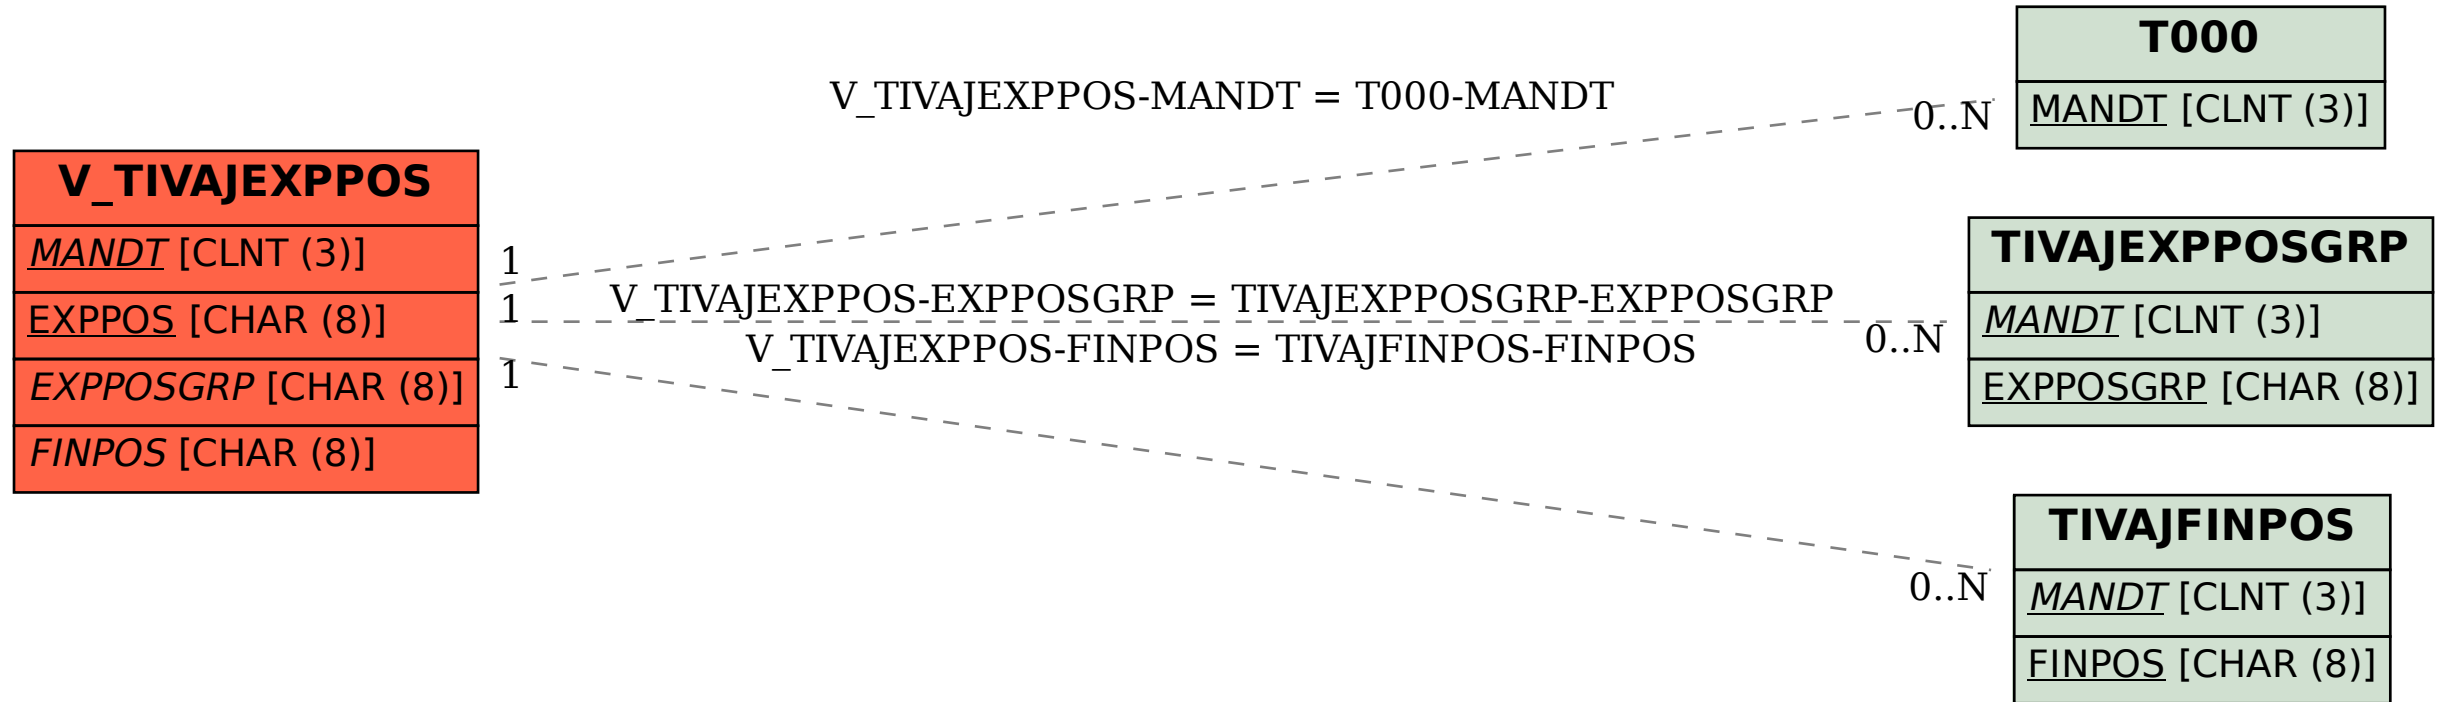 V_TIVAJEXPPOS
MANDT [CLNT (3)]
EXPPOS [CHAR (8)]
EXPPOSGRP [CHAR (8)]
FINPOS [CHAR (8)]
V_TIVAJEXPPOS-MANDT = T000-MANDT
1
0..N
V_TIVAJEXPPOS-EXPPOSGRP = TIVAJEXPPOSGRP-EXPPOSGRP
1
0..N
V_TIVAJEXPPOS-FINPOS = TIVAJFINPOS-FINPOS
1
0..N
T000
MANDT [CLNT (3)]
TIVAJEXPPOSGRP
MANDT [CLNT (3)]
EXPPOSGRP [CHAR (8)]
TIVAJFINPOS
MANDT [CLNT (3)]
FINPOS [CHAR (8)]